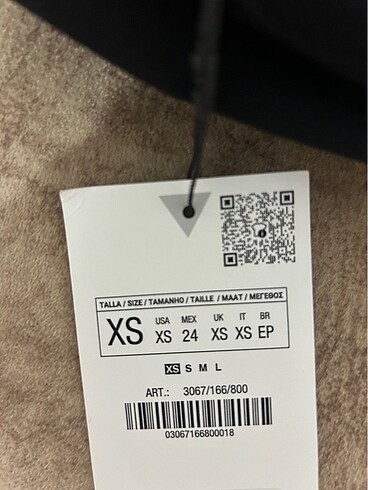 TALLA / SIZE / TAMANHO / TAILLE / MAAT / ΜΕΓΕΘΟΣ
XS
USA MEX UK IT BR
XS 24 XS XS EP
XS S M L
ART.: 3067/166/800
03067166800018